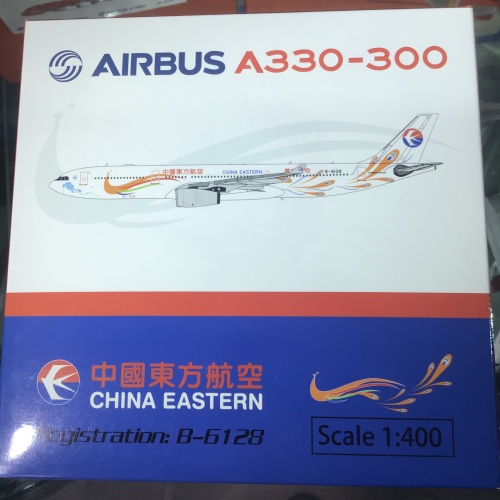 AIRBUS A330-300
中國東方航空 CHINA EASTERN B-6128
中國東方航空
CHINA EASTERN
Registration: B-6128
Scale 1:400